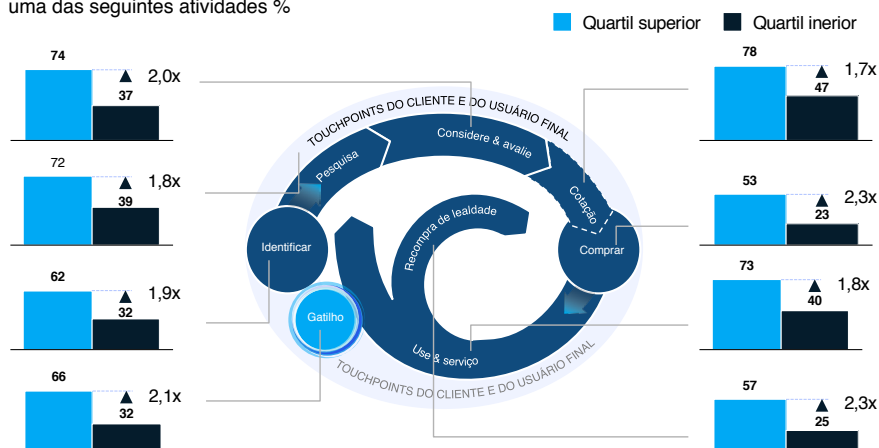 uma das seguintes atividades %
Quartil superior
Quartil inerior
74
37
2,0x
72
39
1,8x
62
32
1,9x
66
32
2,1x
TOUCHPOINTS DO CLIENTE E DO USUÁRIO FINAL
Considere & avalie
Pesquisa
Cotação
Recompra de lealdade
Identificar
Comprar
Gatilho
Use & serviço
TOUCHPOINTS DO CLIENTE E DO USUÁRIO FINAL
78
47
1,7x
53
23
2,3x
73
40
1,8x
57
25
2,3x